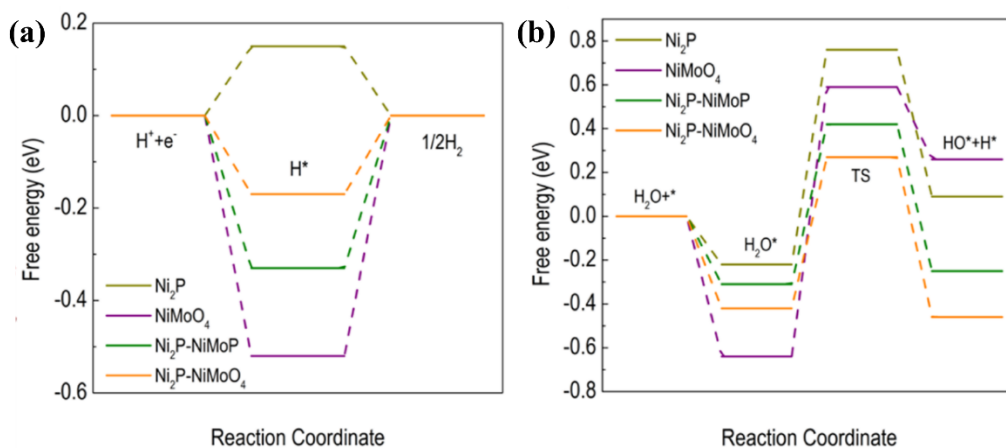 (a)
0.2
0.0
-0.2
-0.4
-0.6
Free energy (eV)
H⁺+e⁻
H*
1/2H₂
Ni₂P
NiMoO₄
Ni₂P-NiMoP
Ni₂P-NiMoO₄
Reaction Coordinate
(b)
0.8
0.6
0.4
0.2
0.0
-0.2
-0.4
-0.6
-0.8
Free energy (eV)
Ni₂P
NiMoO₄
Ni₂P-NiMoP
Ni₂P-NiMoO₄
H₂O+*
H₂O*
TS
HO*+H*
Reaction Coordinate